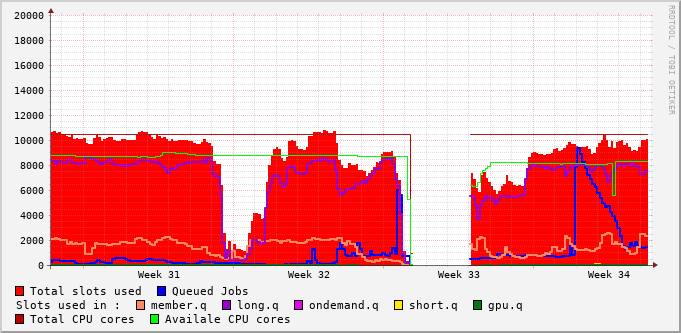 20000
18000
16000
14000
12000
10000
8000
6000
4000
2000
0
Week 31 Week 32 Week 33 Week 34
RRDTOOL / TOBI OETIKER
Total slots used Queued Jobs
Slots used in : member.q long.q ondemand.q short.q gpu.q
Total CPU cores Availale CPU cores